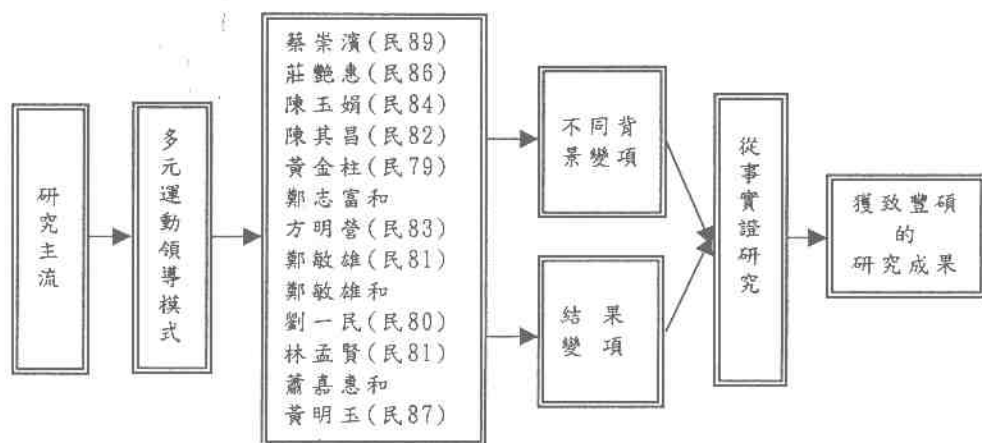 研究主流
多元運動領導模式
蔡崇濱(民89)
莊艷惠(民86)
陳玉娟(民84)
陳其昌(民82)
黃金柱(民79)
鄭志富和
方明營(民83)
鄭敏雄(民81)
鄭敏雄和
劉一民(民80)
林孟賢(民81)
蕭嘉惠和
黃明玉(民87)
不同背
景變項
結果
變項
從事實證研究
獲致豐碩
的
研究成果